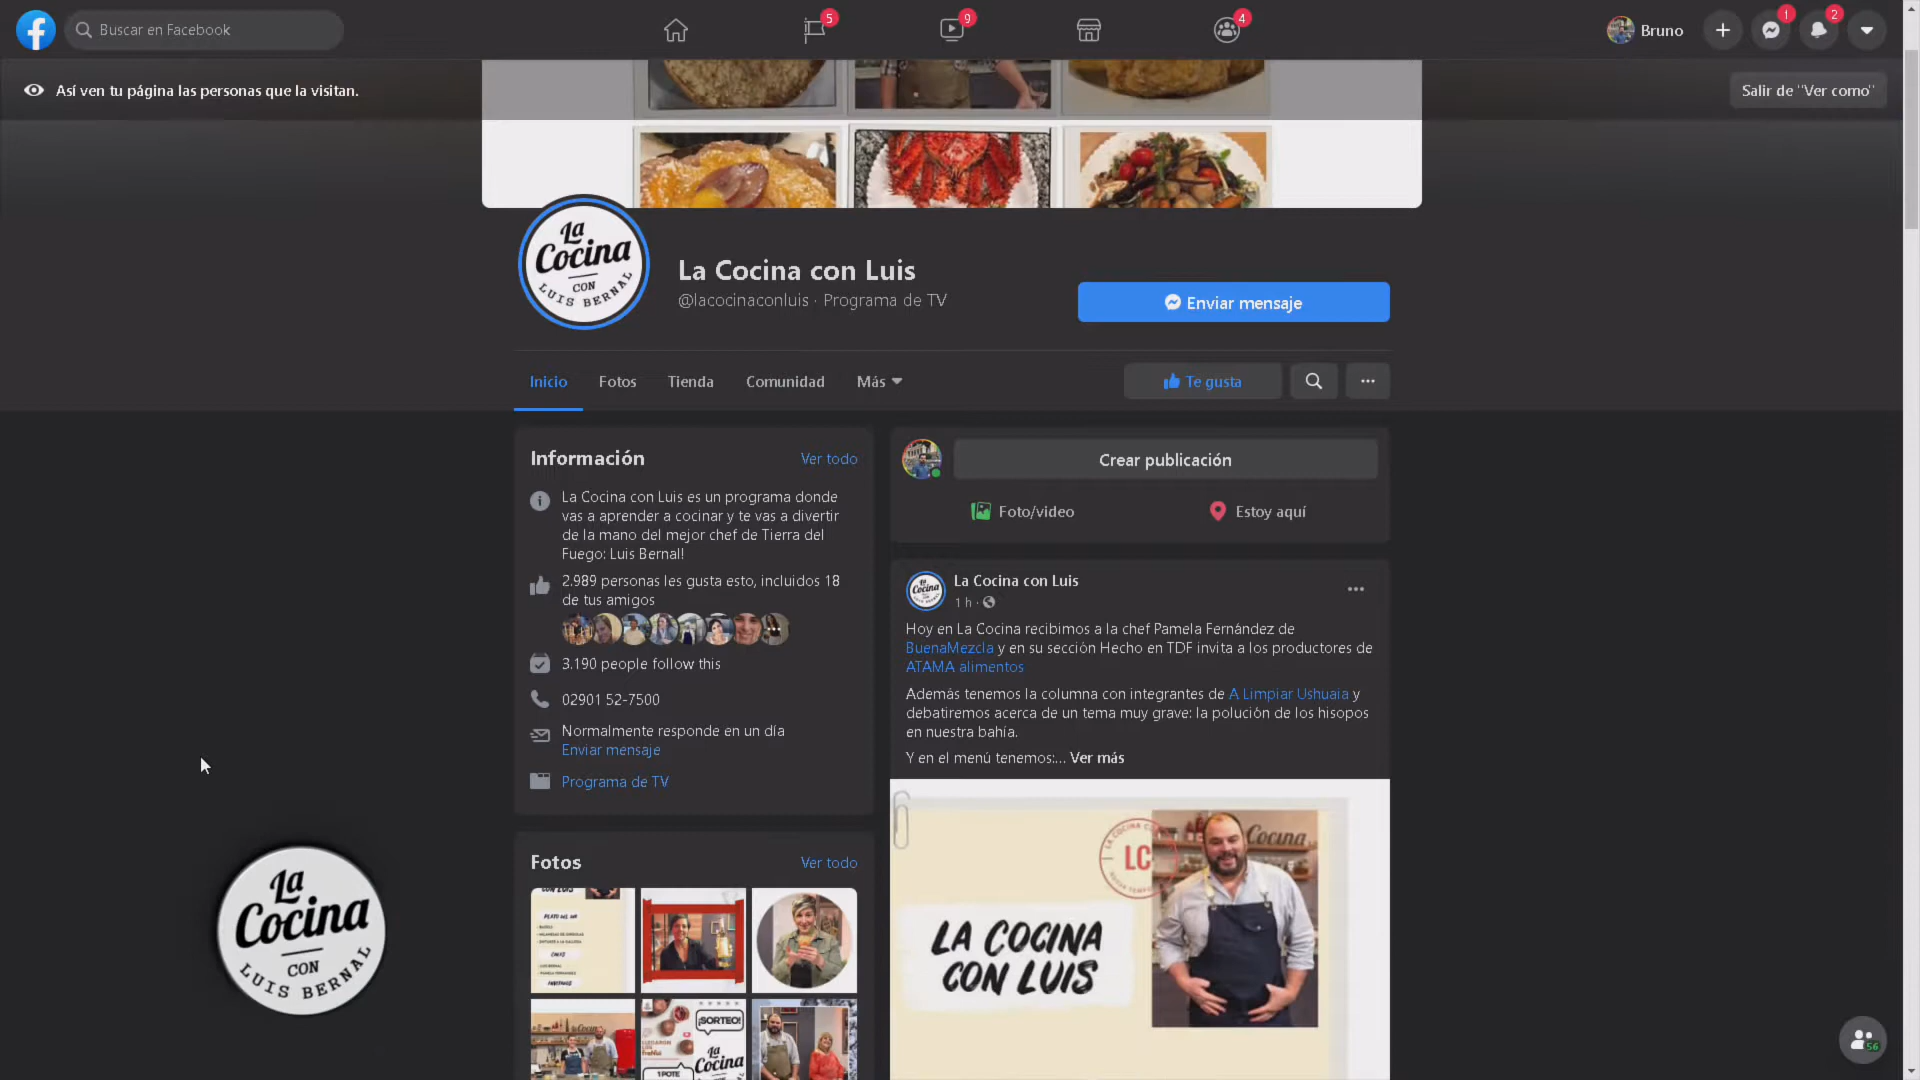 Buscar en Facebook
5
9
4
Bruno
1
2
Así ven tu página las personas que la visitan.
Salir de "Ver como"
La
Cocina
CON
LUIS BERNAL
La Cocina con Luis
@lacocinaconluis · Programa de TV
Enviar mensaje
Inicio
Fotos
Tienda
Comunidad
Más
Te gusta
Información
Ver todo
La Cocina con Luis es un programa donde
vas a aprender a cocinar y te vas a divertir
de la mano del mejor chef de Tierra del
Fuego: Luis Bernal!
2.989 personas les gusta esto, incluidos 18
de tus amigos
3.190 people follow this
02901 52-7500
Normalmente responde en un día
Enviar mensaje
Programa de TV
Fotos
Ver todo
PLATO DEL DIA
¡SORTEO!
La
Cocina
1 POTE
Crear publicación
Foto/video
Estoy aquí
La Cocina con Luis
1 h ·
Hoy en La Cocina recibimos a la chef Pamela Fernández de
BuenaMezcla y en su sección Hecho en TDF invita a los productores de
ATAMA alimentos
Además tenemos la columna con integrantes de A Limpiar Ushuaia y
debatiremos acerca de un tema muy grave: la polución de los hisopos
en nuestra bahía.
Y en el menú tenemos:... Ver más
LC
Cocina
LA COCINA
CON LUIS
La
Cocina
CON
LUIS BERNAL
56